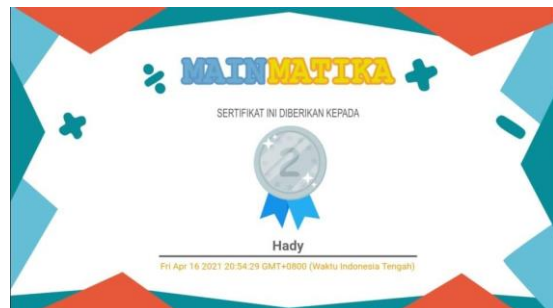 MAINMATIKA
SERTIFIKAT INI DIBERIKAN KEPADA
2
Hady
Fri Apr 16 2021 20:54:29 GMT+0800 (Waktu Indonesia Tengah)